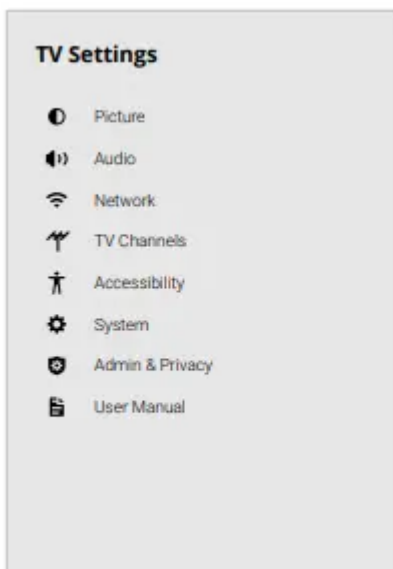 TV Settings
Picture
Audio
Network
TV Channels
Accessibility
System
Admin & Privacy
User Manual